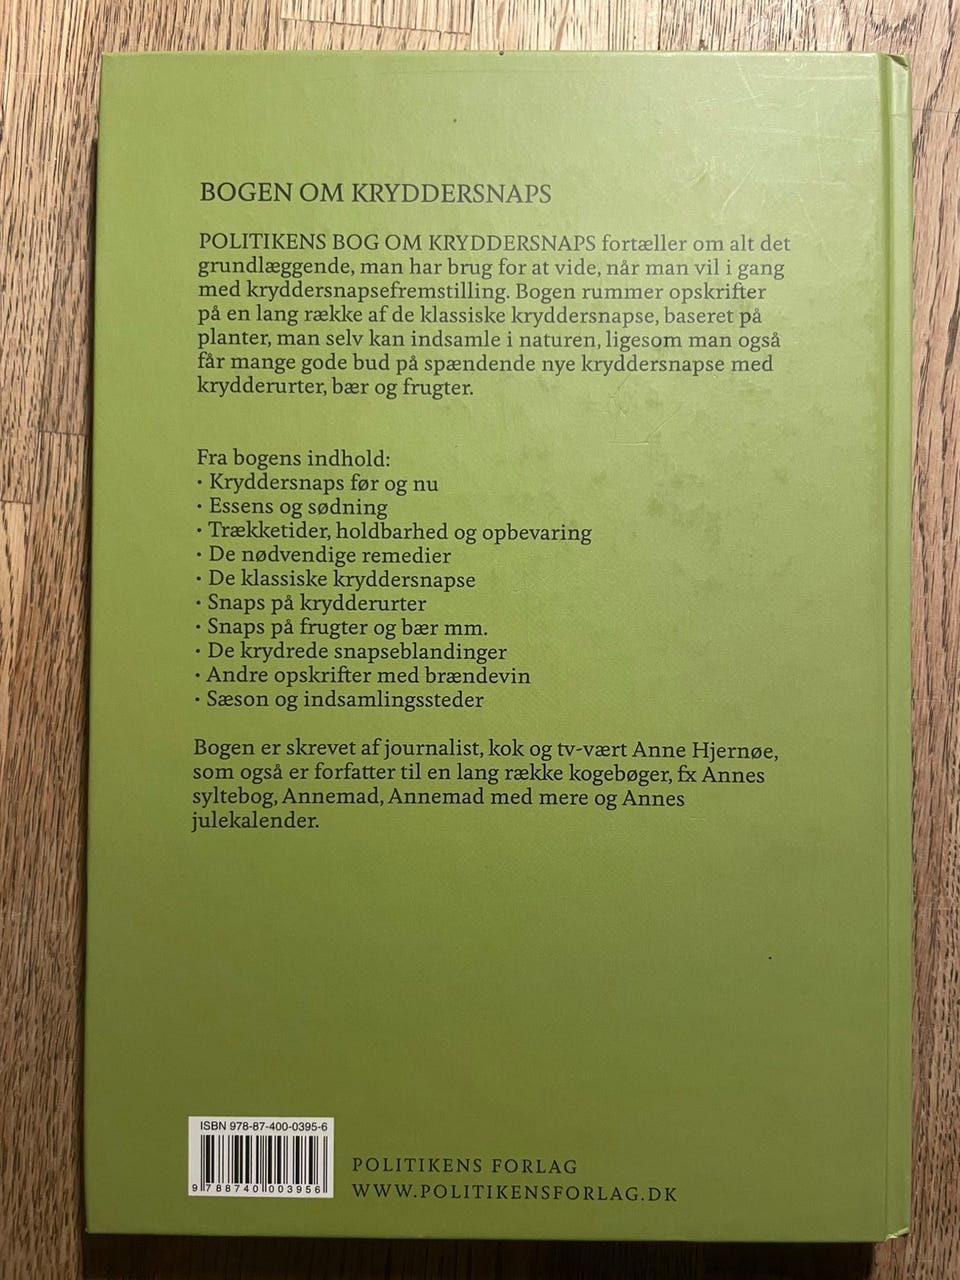 BOGEN OM KRYDDERSNAPS
POLITIKENS BOG OM KRYDDERSNAPS fortæller om alt det
grundlæggende, man har brug for at vide, når man vil i gang
med kryddersnapsefremstilling. Bogen rummer opskrifter
på en lang række af de klassiske kryddersnapse, baseret på
planter, man selv kan indsamle i naturen, ligesom man også
får mange gode bud på spændende nye kryddersnapse med
krydderurter, bær og frugter.
Fra bogens indhold:
· Kryddersnaps før og nu
· Essens og sødning
· Trækketider, holdbarhed og opbevaring
· De nødvendige remedier
· De klassiske kryddersnapse
· Snaps på krydderurter
· Snaps på frugter og bær mm.
· De krydrede snapseblandinger
· Andre opskrifter med brændevin
· Sæson og indsamlingssteder
Bogen er skrevet af journalist, kok og tv-vært Anne Hjernøe,
som også er forfatter til en lang række kogebøger, fx Annes
syltebog, Annemad, Annemad med mere og Annes
julekalender.
ISBN 978-87-400-0395-6
9 788740 003956
POLITIKENS FORLAG
WWW.POLITIKENSFORLAG.DK